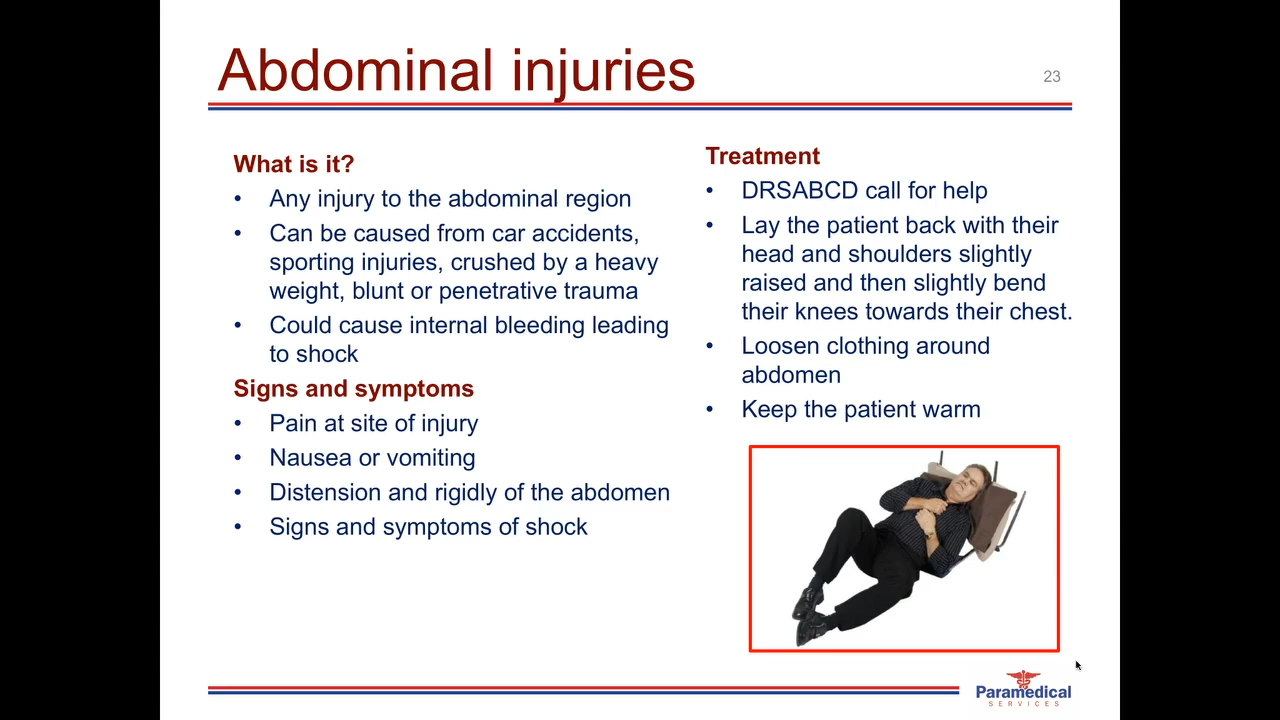 Abdominal injuries
23
What is it?
• Any injury to the abdominal region
• Can be caused from car accidents,
sporting injuries, crushed by a heavy
weight, blunt or penetrative trauma
• Could cause internal bleeding leading
to shock
Signs and symptoms
• Pain at site of injury
• Nausea or vomiting
• Distension and rigidly of the abdomen
• Signs and symptoms of shock
Treatment
• DRSABCD call for help
• Lay the patient back with their
head and shoulders slightly
raised and then slightly bend
their knees towards their chest.
• Loosen clothing around
abdomen
• Keep the patient warm
Paramedical
SERVICES